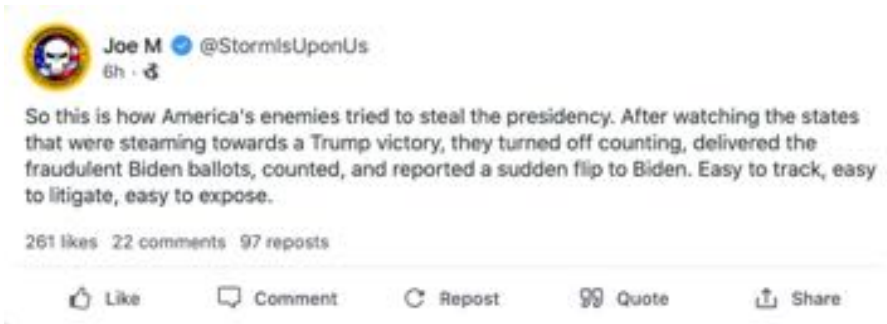 Joe M @StormIsUponUs
6h ·
So this is how America's enemies tried to steal the presidency. After watching the states
that were steaming towards a Trump victory, they turned off counting, delivered the
fraudulent Biden ballots, counted, and reported a sudden flip to Biden. Easy to track, easy
to litigate, easy to expose.
261 likes 22 comments 97 reposts
Like Comment Repost Quote Share